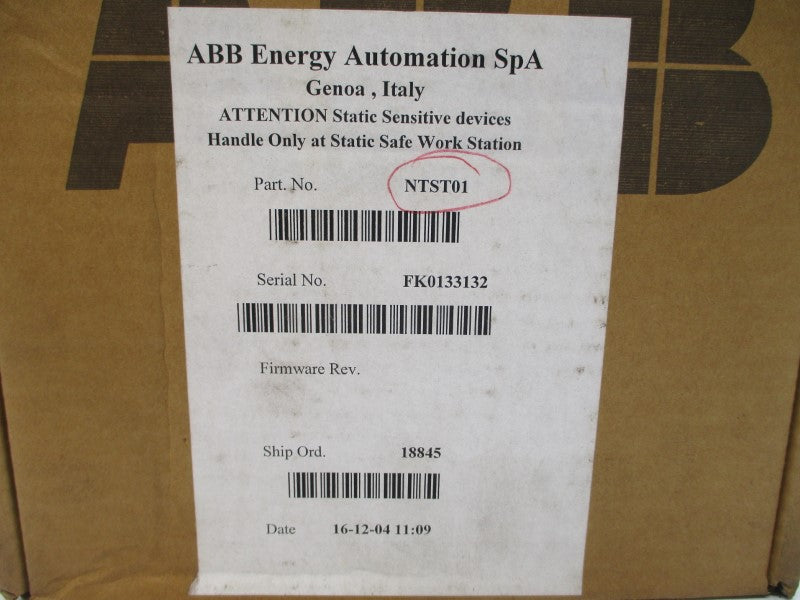 ABB Energy Automation SpA
Genoa , Italy
ATTENTION Static Sensitive devices
Handle Only at Static Safe Work Station
Part. No. NTST01
Serial No. FK0133132
Firmware Rev.
Ship Ord. 18845
Date 16-12-04 11:09